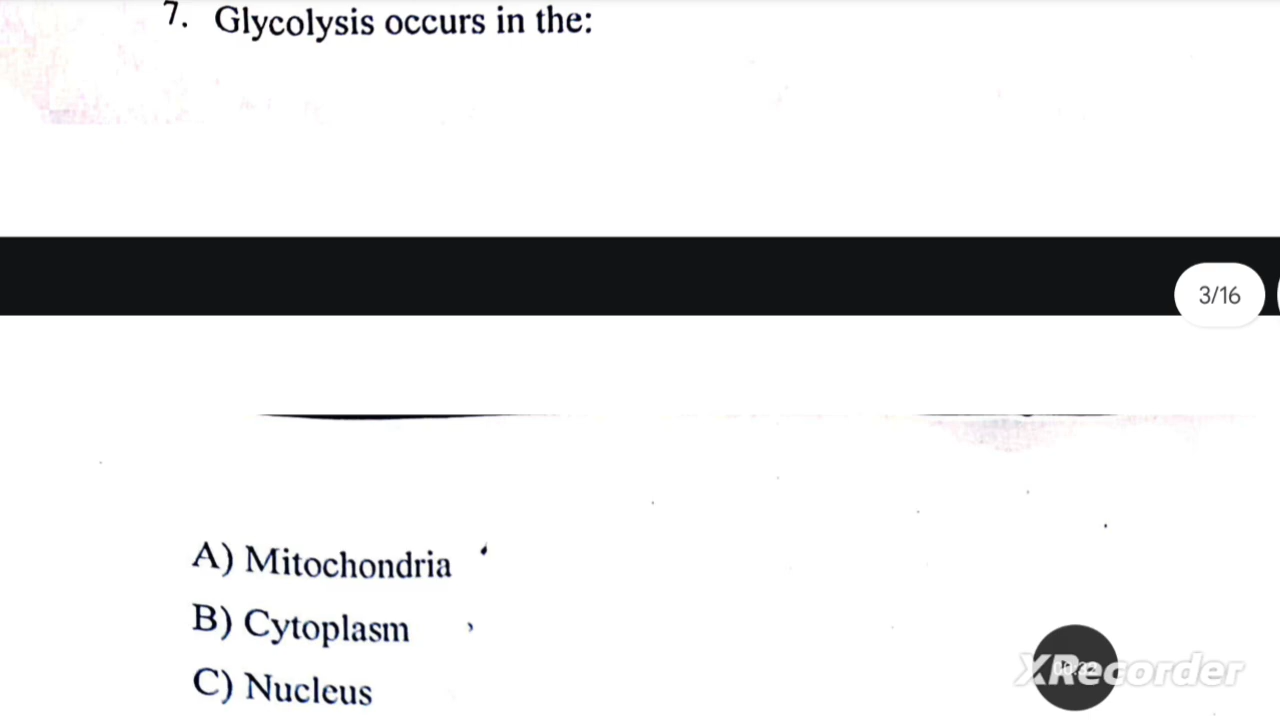 7. Glycolysis occurs in the:
3/16
A) Mitochondria
B) Cytoplasm
C) Nucleus
XRecorder